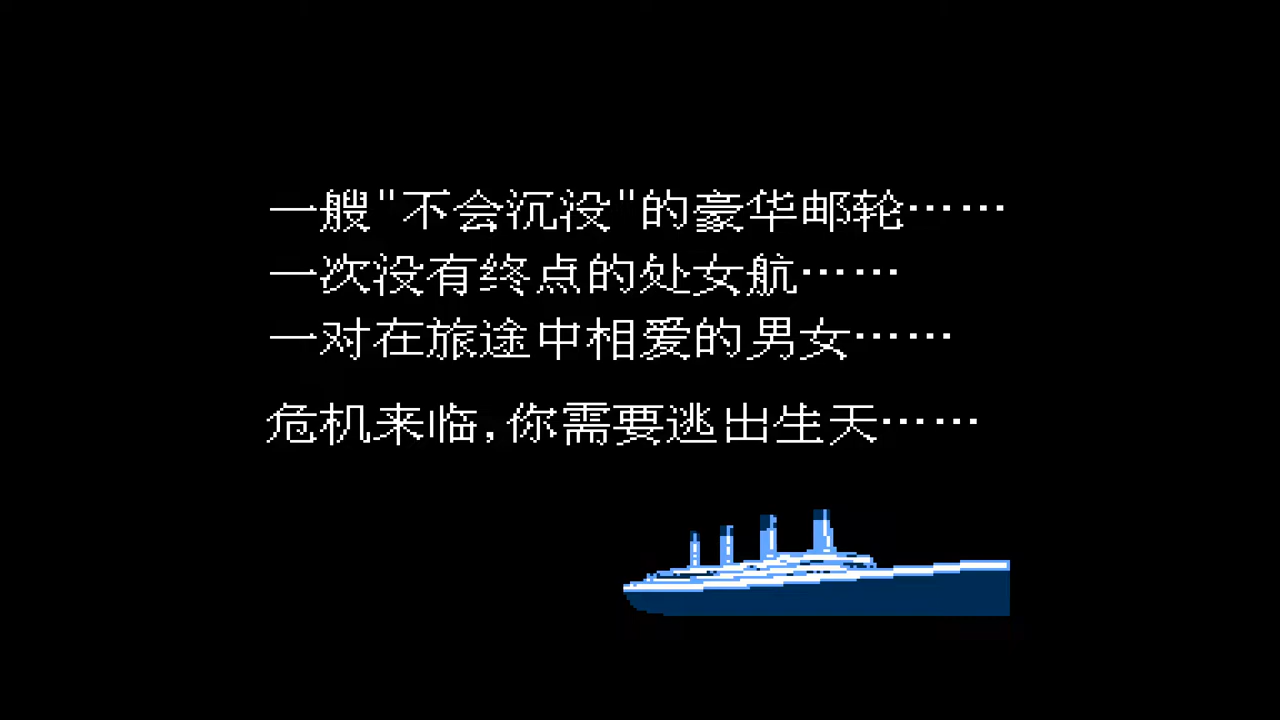 一艘"不会沉没"的豪华邮轮……
一次没有终点的处女航……
一对在旅途中相爱的男女……
危机来临,你需要逃出生天……